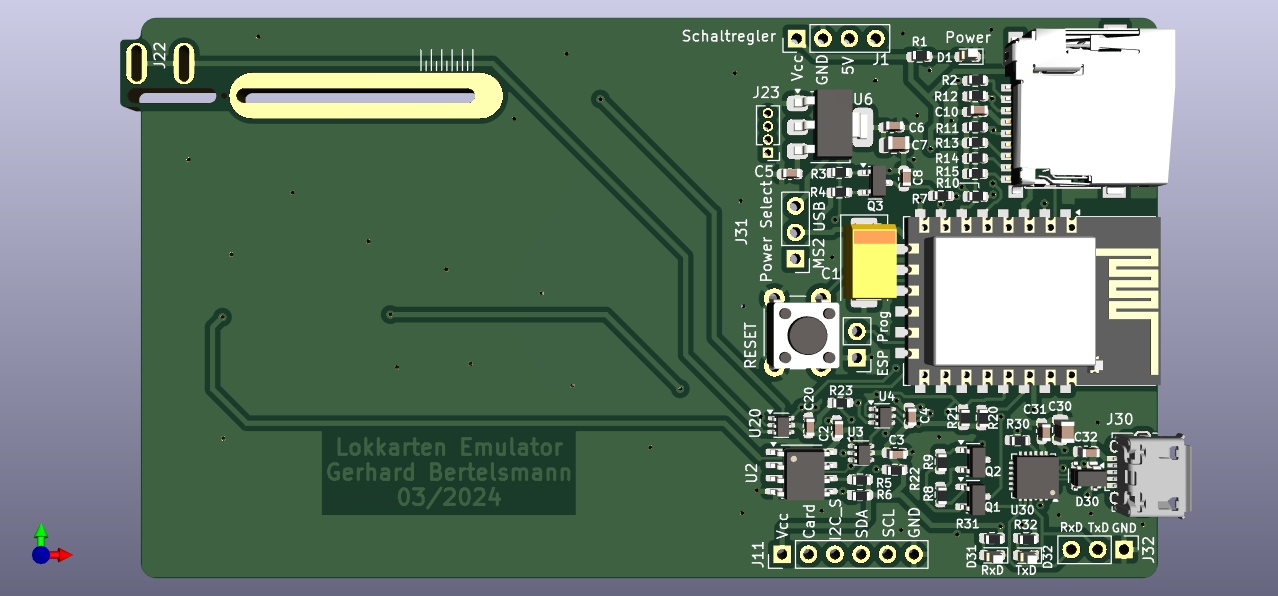 J22
Schaltregler
Vcc
GND
5V
J1
R1
Power
D1
R2
R12
C10
R11
R13
R14
R15
R10
R7
J23
U6
C6
C7
C5
R3
R4
C8
Q3
Power Select
J31
USB
MS2
C1
RESET
ESP Prog
R23
U4
C20
U20
C2
U3
C4
R21
R20
C31
C30
J30
R30
C32
Lokkarten Emulator
Gerhard Bertelsmann
03/2024
U2
C3
R5
R6
R22
R9
R8
Q2
Q1
U30
D30
J11
Vcc
Card
I2C_S
SDA
SCL
GND
R31
R32
D31
RxD
TxD
D32
RxD TxD GND
J32